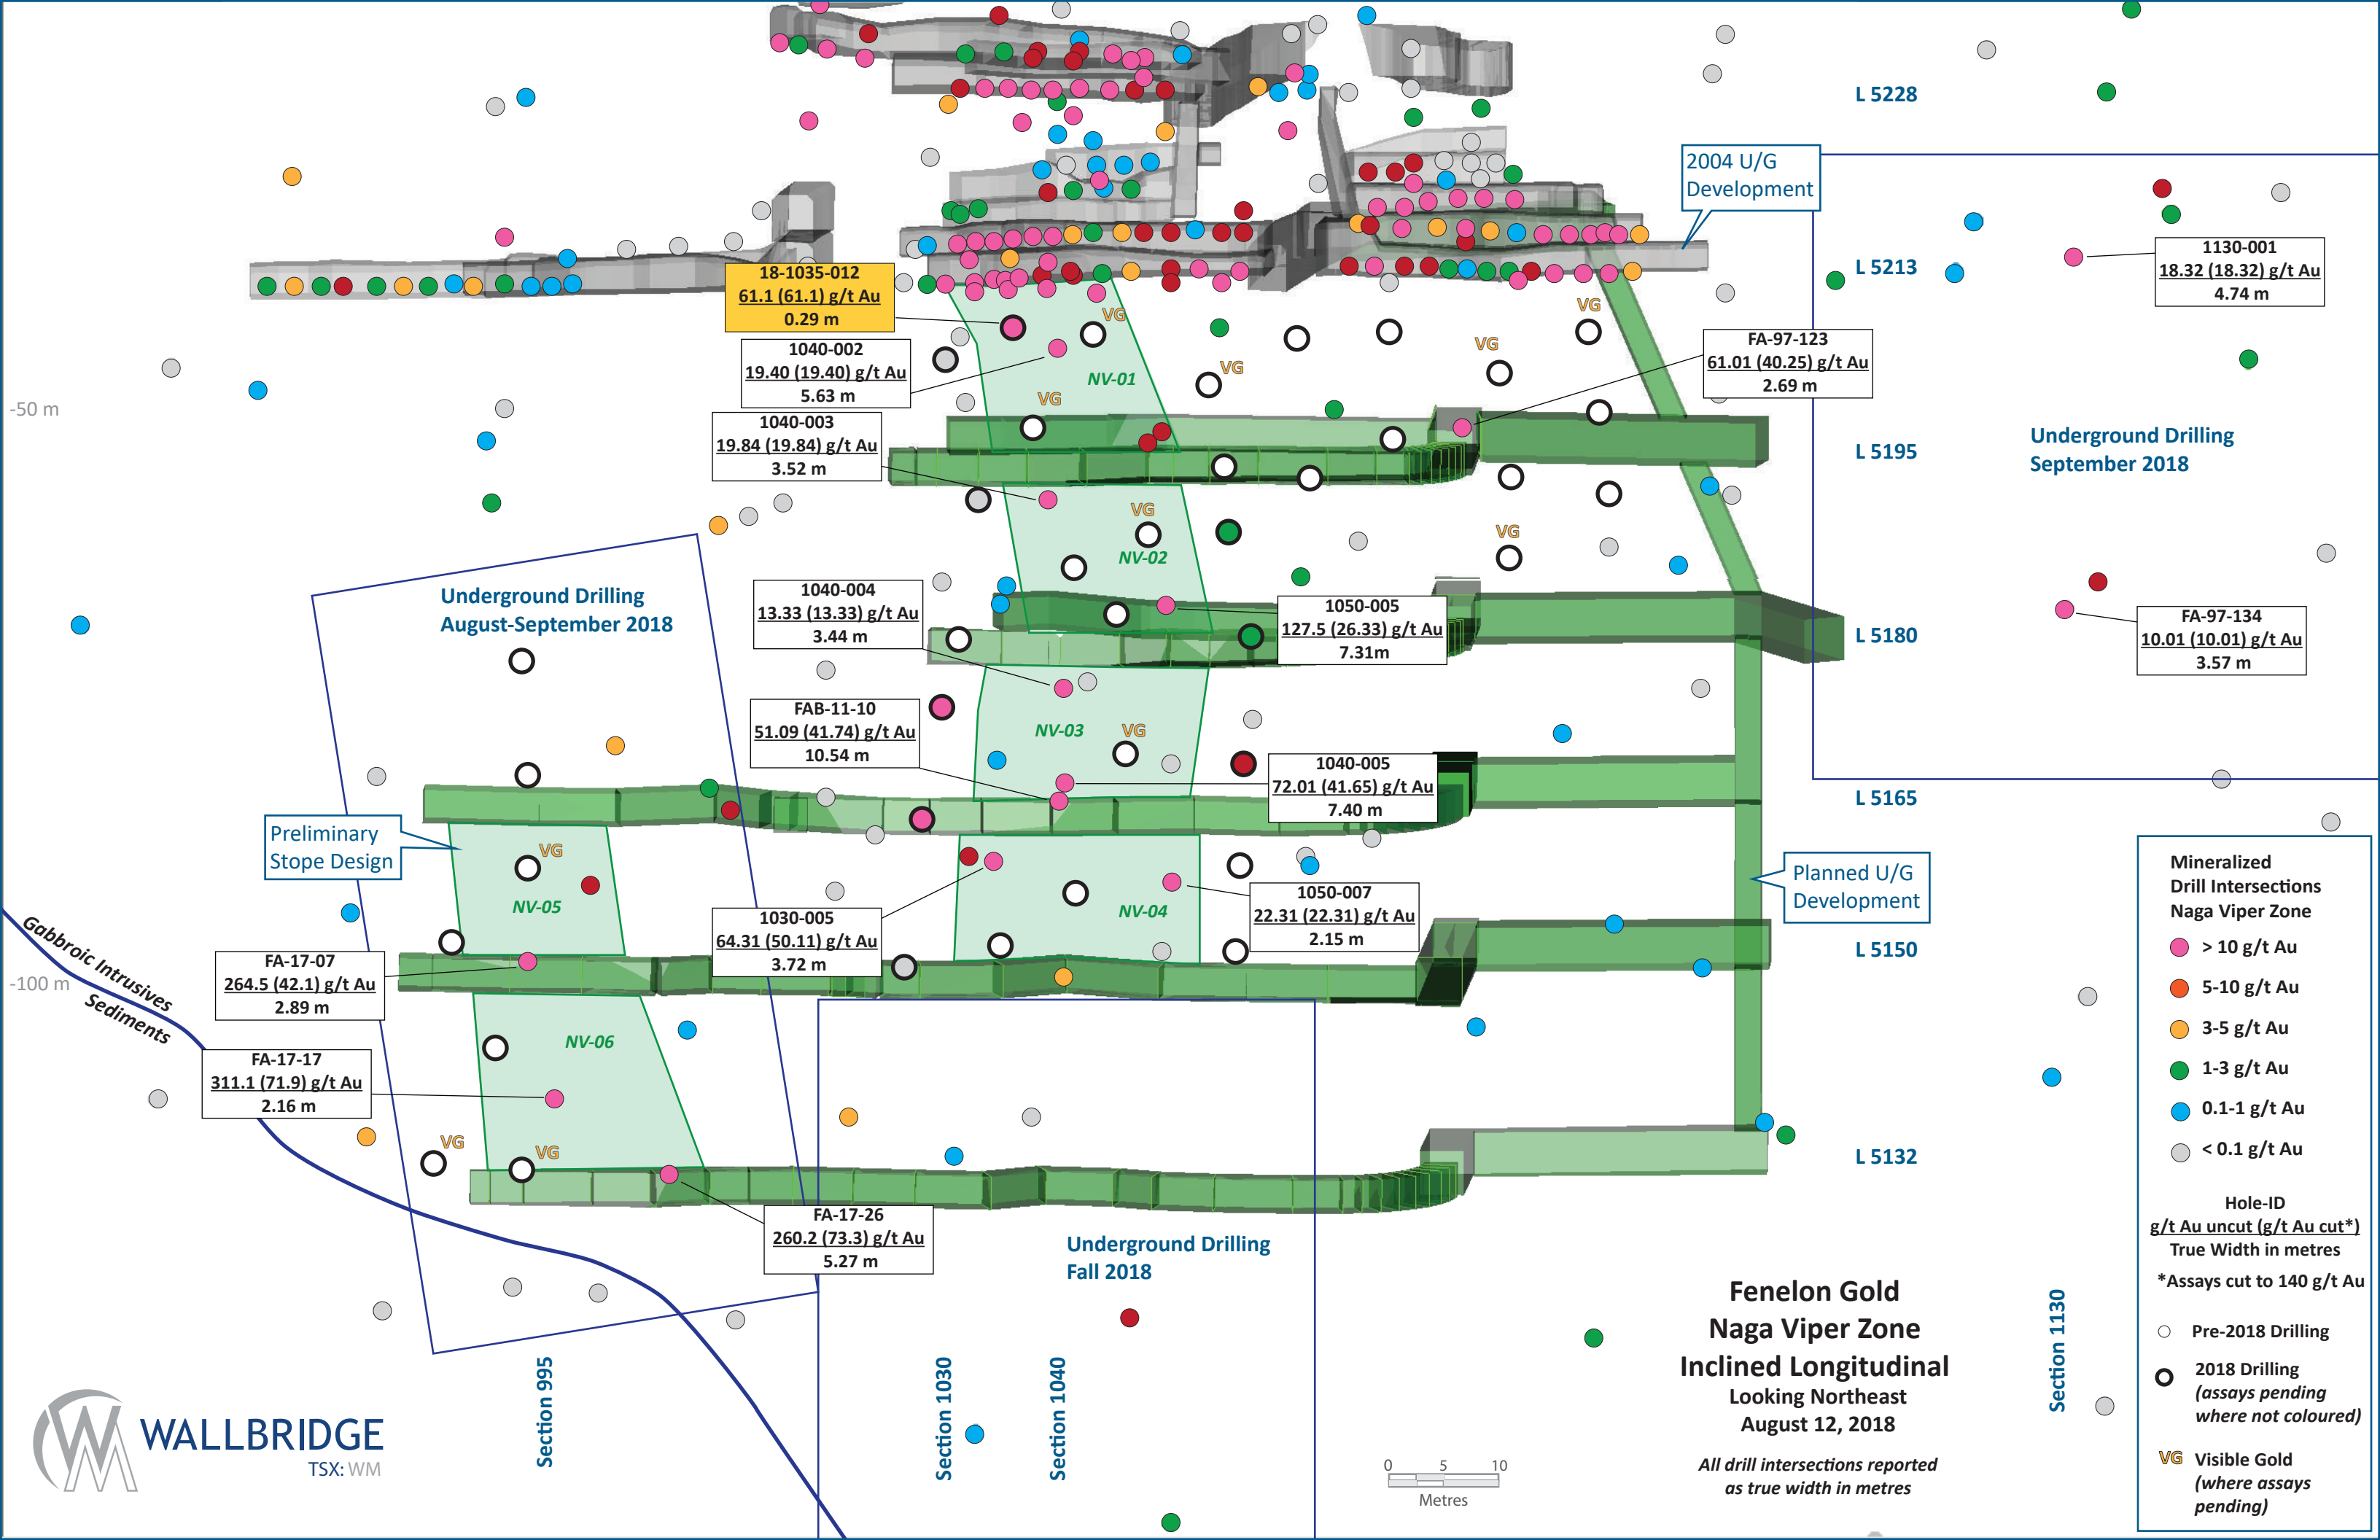 L 5228
2004 U/G
Development
L 5213
1130-001
18.32 (18.32) g/t Au
4.74 m
18-1035-012
61.1 (61.1) g/t Au
0.29 m
VG
VG
1040-002
19.40 (19.40) g/t Au
5.63 m
VG
VG
NV-01
VG
FA-97-123
61.01 (40.25) g/t Au
2.69 m
-50 m
1040-003
19.84 (19.84) g/t Au
3.52 m
L 5195
Underground Drilling
September 2018
VG
VG
NV-02
Underground Drilling
August-September 2018
1040-004
13.33 (13.33) g/t Au
3.44 m
1050-005
127.5 (26.33) g/t Au
7.31m
L 5180
FA-97-134
10.01 (10.01) g/t Au
3.57 m
FAB-11-10
51.09 (41.74) g/t Au
10.54 m
NV-03
VG
1040-005
72.01 (41.65) g/t Au
7.40 m
L 5165
Preliminary
Stope Design
VG
NV-05
Planned U/G
Development
1030-005
64.31 (50.11) g/t Au
3.72 m
NV-04
1050-007
22.31 (22.31) g/t Au
2.15 m
L 5150
Gabbroic Intrusives
Sediments
FA-17-07
264.5 (42.1) g/t Au
2.89 m
-100 m
NV-06
FA-17-17
311.1 (71.9) g/t Au
2.16 m
VG
VG
L 5132
FA-17-26
260.2 (73.3) g/t Au
5.27 m
Underground Drilling
Fall 2018
Section 995
Section 1030
Section 1040
Section 1130
WALLBRIDGE
TSX: WM
0 5 10
Metres
Fenelon Gold
Naga Viper Zone
Inclined Longitudinal
Looking Northeast
August 12, 2018
All drill intersections reported
as true width in metres
Mineralized
Drill Intersections
Naga Viper Zone
> 10 g/t Au
5-10 g/t Au
3-5 g/t Au
1-3 g/t Au
0.1-1 g/t Au
< 0.1 g/t Au
Hole-ID
g/t Au uncut (g/t Au cut*)
True Width in metres
*Assays cut to 140 g/t Au
Pre-2018 Drilling
2018 Drilling
(assays pending
where not coloured)
VG Visible Gold
(where assays
pending)